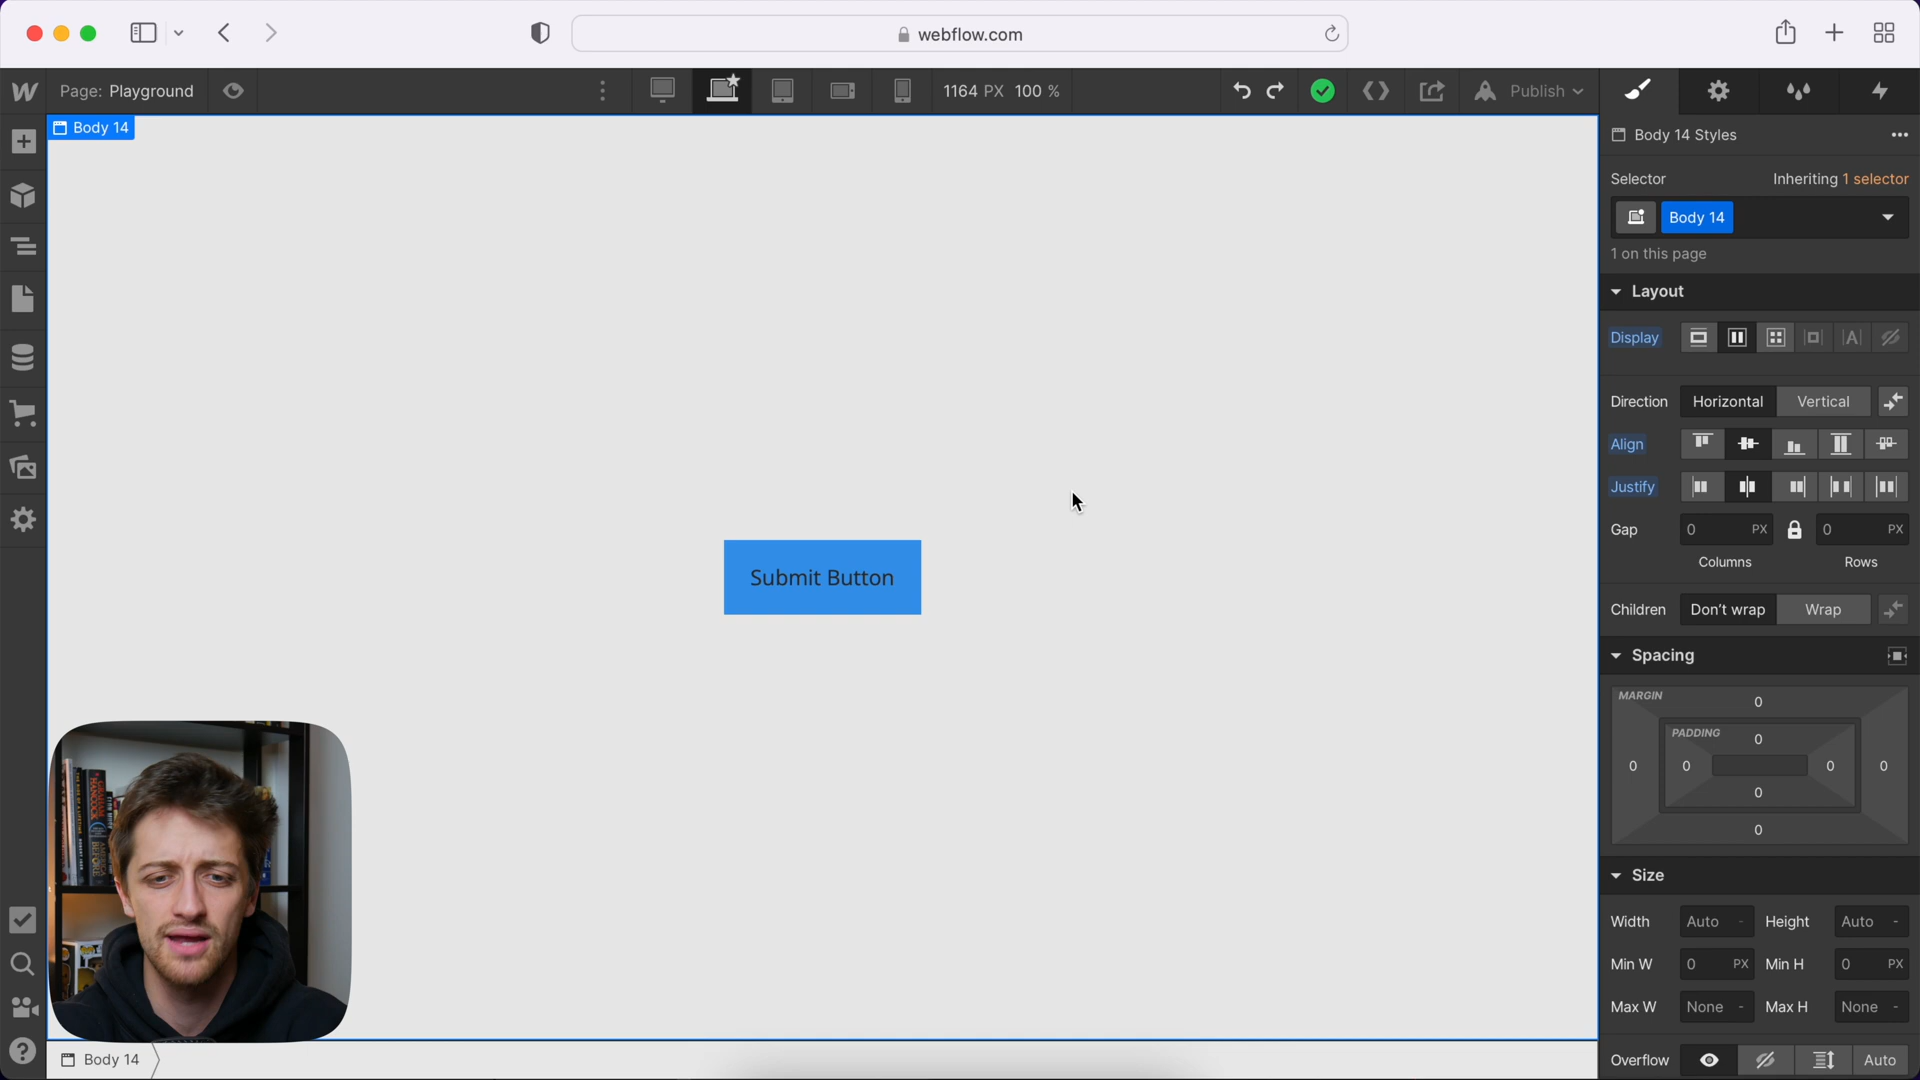 webflow.com
Page: Playground
1164 PX 100 %
Publish
Body 14
Body 14 Styles
Selector
Inheriting 1 selector
Body 14
1 on this page
Layout
Display
Direction Horizontal Vertical
Align
Justify
Gap 0 PX 0 PX
Columns Rows
Children Don't wrap Wrap
Spacing
MARGIN
0
PADDING
0
0 0 0 0
0
0
Size
Width Auto - Height Auto -
Min W 0 PX Min H 0 PX
Max W None - Max H None -
Overflow Auto
Submit Button
Body 14